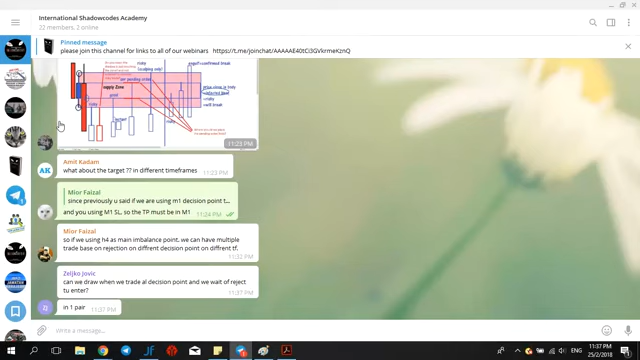 International Shadowcodes Academy
22 members, 2 online
Pinned message
please join this channel for links to all of our webinars
supply Zone
11:23 PM
Amit Kadam
AK
what about the target ?? in different timeframes
11:23 PM
Mior Faizal
since previously u said if we are using m1 decision point t...
and you using M1 SL, so the TP must be in M1
11:24 PM
Mior Faizal
so if we using h4 as main imbalance point. we can have multiple
trade base on rejection on diffrent decision point on diffrent tf.
11:32 PM
Zeljko Jovic
can we draw when we trade al decision point and we wait of reject
tu enter?
11:37 PM
in 1 pair
11:37 PM
Write a message...
ENG
11:37 PM
25/2/2018